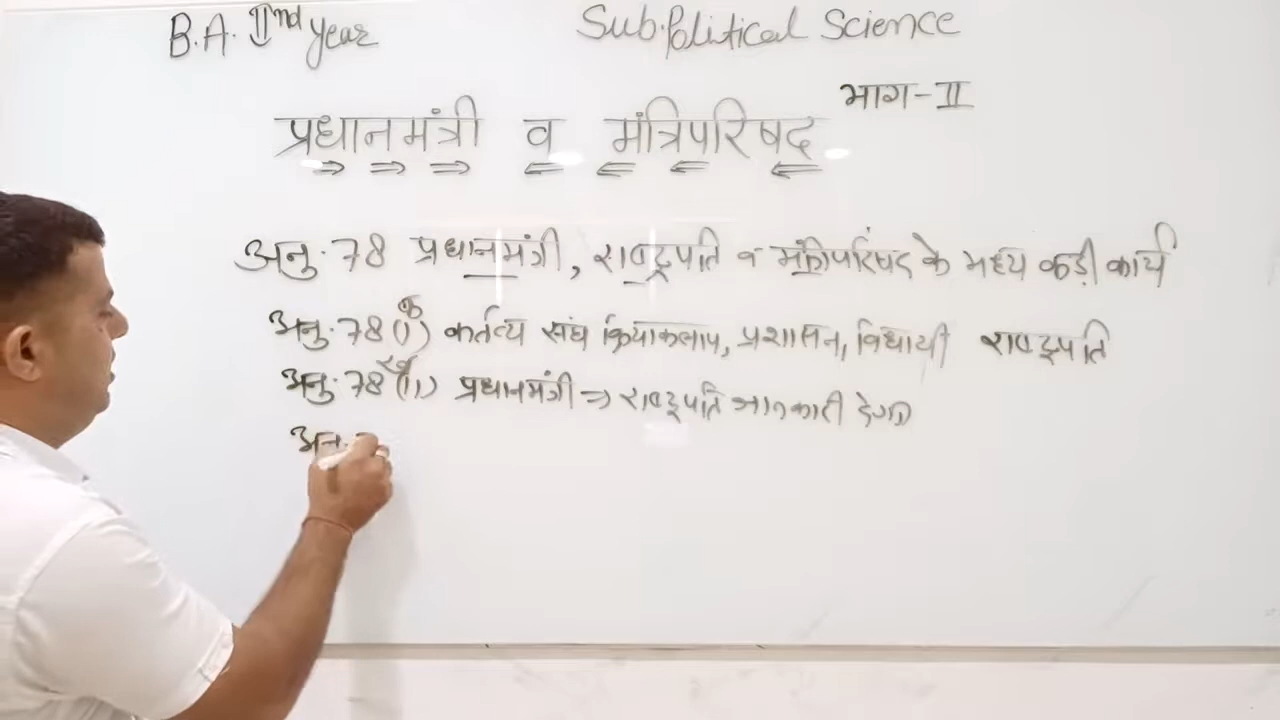 B.A. IInd year
Sub. Political Science
भाग-II
प्रधानमंत्री व मंत्रिपरिषद
अनु. 78 प्रधानमंत्री, राष्ट्रपति व मंत्रीपरिषद के मध्य कड़ी कार्य
अनु. 78 (i) क कर्तव्य संघ क्रियाकलाप, प्रशासन, विधायी राष्ट्रपति
अनु. 78 (ii) ख प्रधानमंत्री ⇒ राष्ट्रपति जानकारी देगा
अनु.